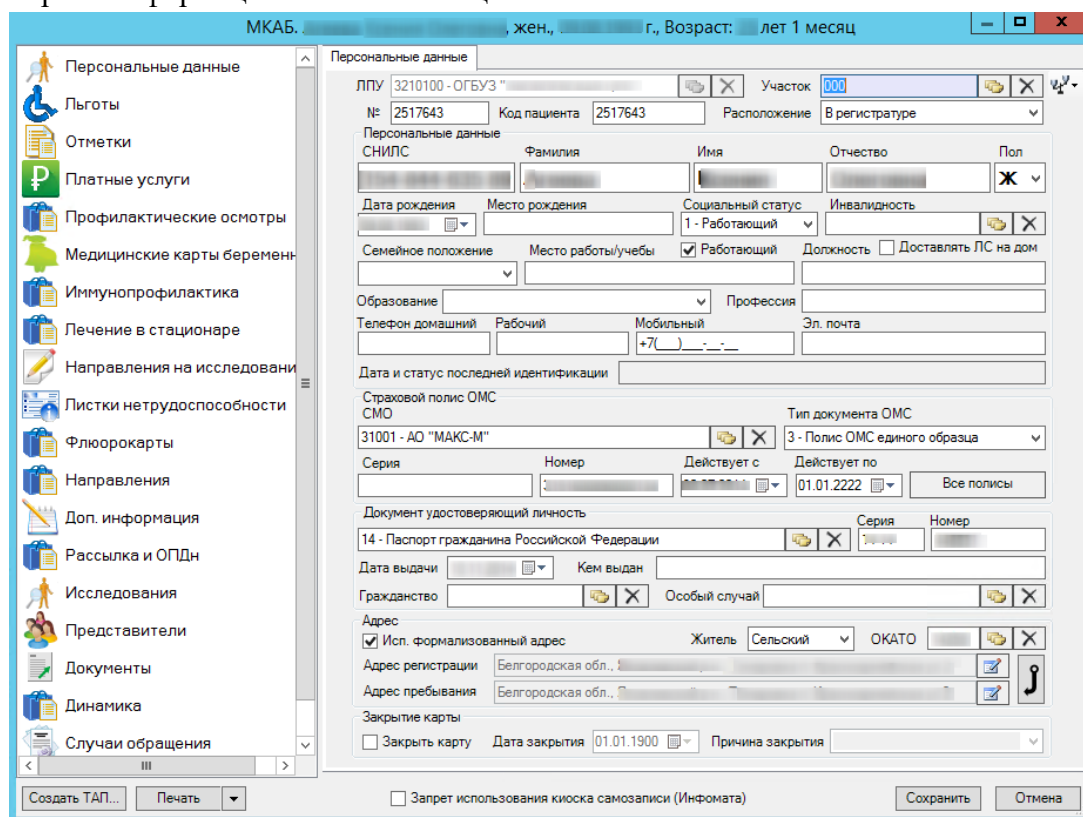 МКАБ. , жен., г., Возраст: лет 1 месяц
Персональные данные
Льготы
Отметки
Платные услуги
Профилактические осмотры
Медицинские карты беременн
Иммунопрофилактика
Лечение в стационаре
Направления на исследовани
Листки нетрудоспособности
Флюорокарты
Направления
Доп. информация
Рассылка и ОПДн
Исследования
Представители
Документы
Динамика
Случаи обращения
Персональные данные
ЛПУ 3210100 - ОГБУЗ " Участок 000
№ 2517643 Код пациента 2517643 Расположение В регистратуре
Персональные данные
СНИЛС Фамилия Имя Отчество Пол
Ж
Дата рождения Место рождения Социальный статус Инвалидность
1 - Работающий
Семейное положение Место работы/учебы Работающий Должность Доставлять ЛС на дом
Образование Профессия
Телефон домашний Рабочий Мобильный Эл. почта
+7(___)___-__-__
Дата и статус последней идентификации
Страховой полис ОМС
СМО Тип документа ОМС
31001 - АО "МАКС-М" 3 - Полис ОМС единого образца
Серия Номер Действует с Действует по
01.01.2222 Все полисы
Документ удостоверяющий личность
Серия Номер
14 - Паспорт гражданина Российской Федерации
Дата выдачи Кем выдан
Гражданство Особый случай
Адрес
Исп. формализованный адрес Житель Сельский ОКАТО
Адрес регистрации Белгородская обл.,
Адрес пребывания Белгородская обл.,
Закрытие карты
Закрыть карту Дата закрытия 01.01.1900 Причина закрытия
Создать ТАП... Печать Запрет использования киоска самозаписи (Инфомата) Сохранить Отмена